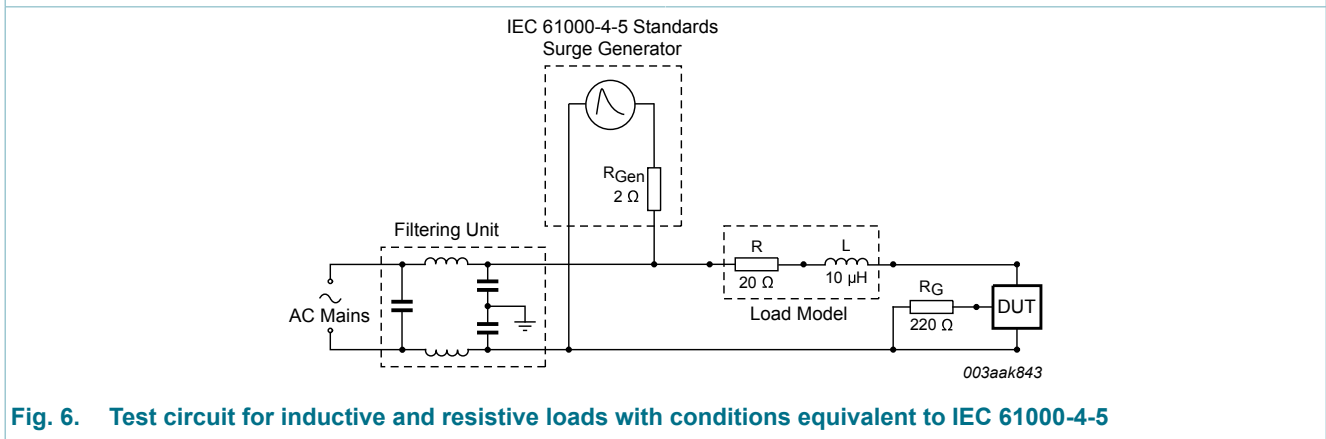 IEC 61000-4-5 Standards
Surge Generator
RGen
2 Ω
Filtering Unit
AC Mains
R
20 Ω
L
10 μH
Load Model
RG
220 Ω
DUT
003aak843
Fig. 6. Test circuit for inductive and resistive loads with conditions equivalent to IEC 61000-4-5